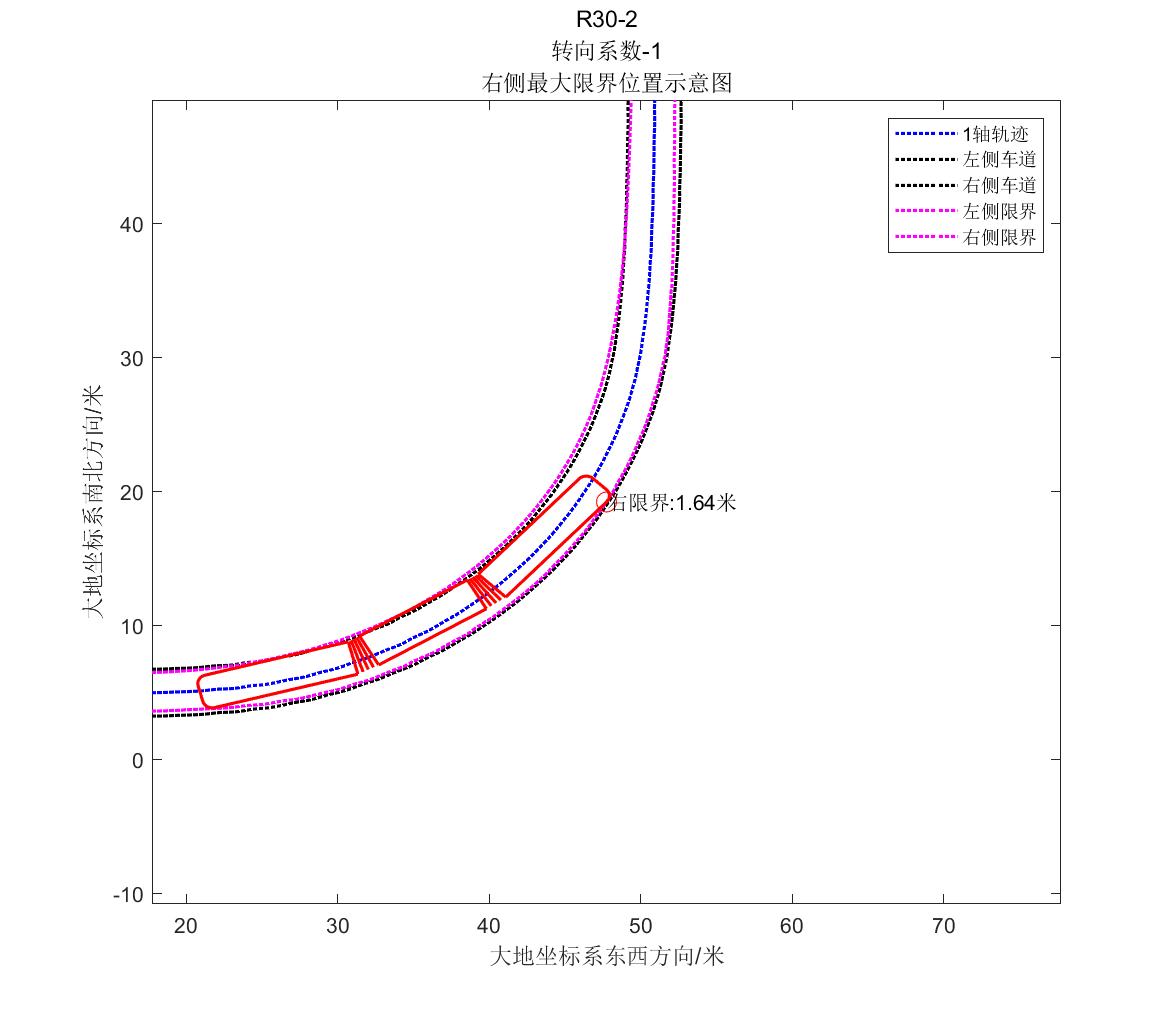 R30-2
转向系数-1
右侧最大限界位置示意图
1轴轨迹
左侧车道
右侧车道
左侧限界
右侧限界
40
30
20
10
0
-10
大地坐标系南北方向/米
右限界:1.64米
20
30
40
50
60
70
大地坐标系东西方向/米